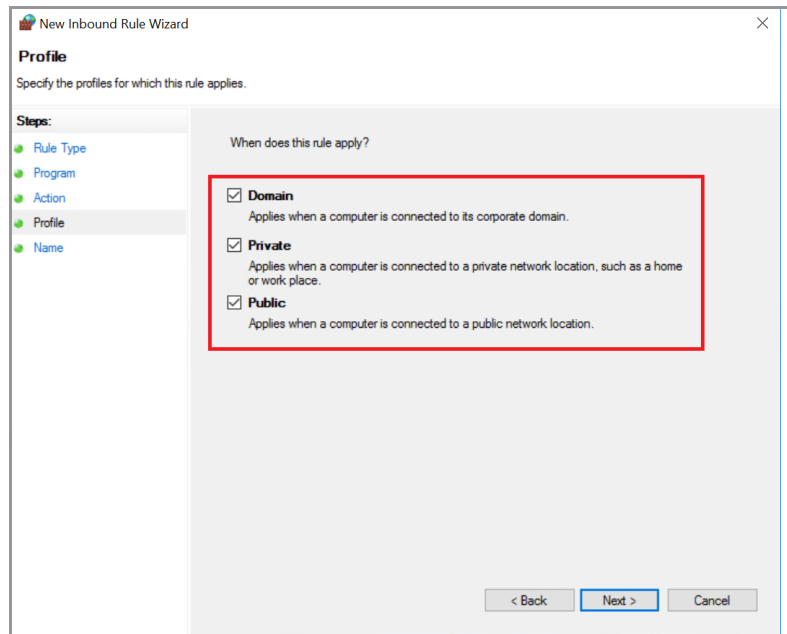 New Inbound Rule Wizard
Profile
Specify the profiles for which this rule applies.
Steps:
Rule Type
Program
Action
Profile
Name
When does this rule apply?
Domain
Applies when a computer is connected to its corporate domain.
Private
Applies when a computer is connected to a private network location, such as a home
or work place.
Public
Applies when a computer is connected to a public network location.
< Back
Next >
Cancel